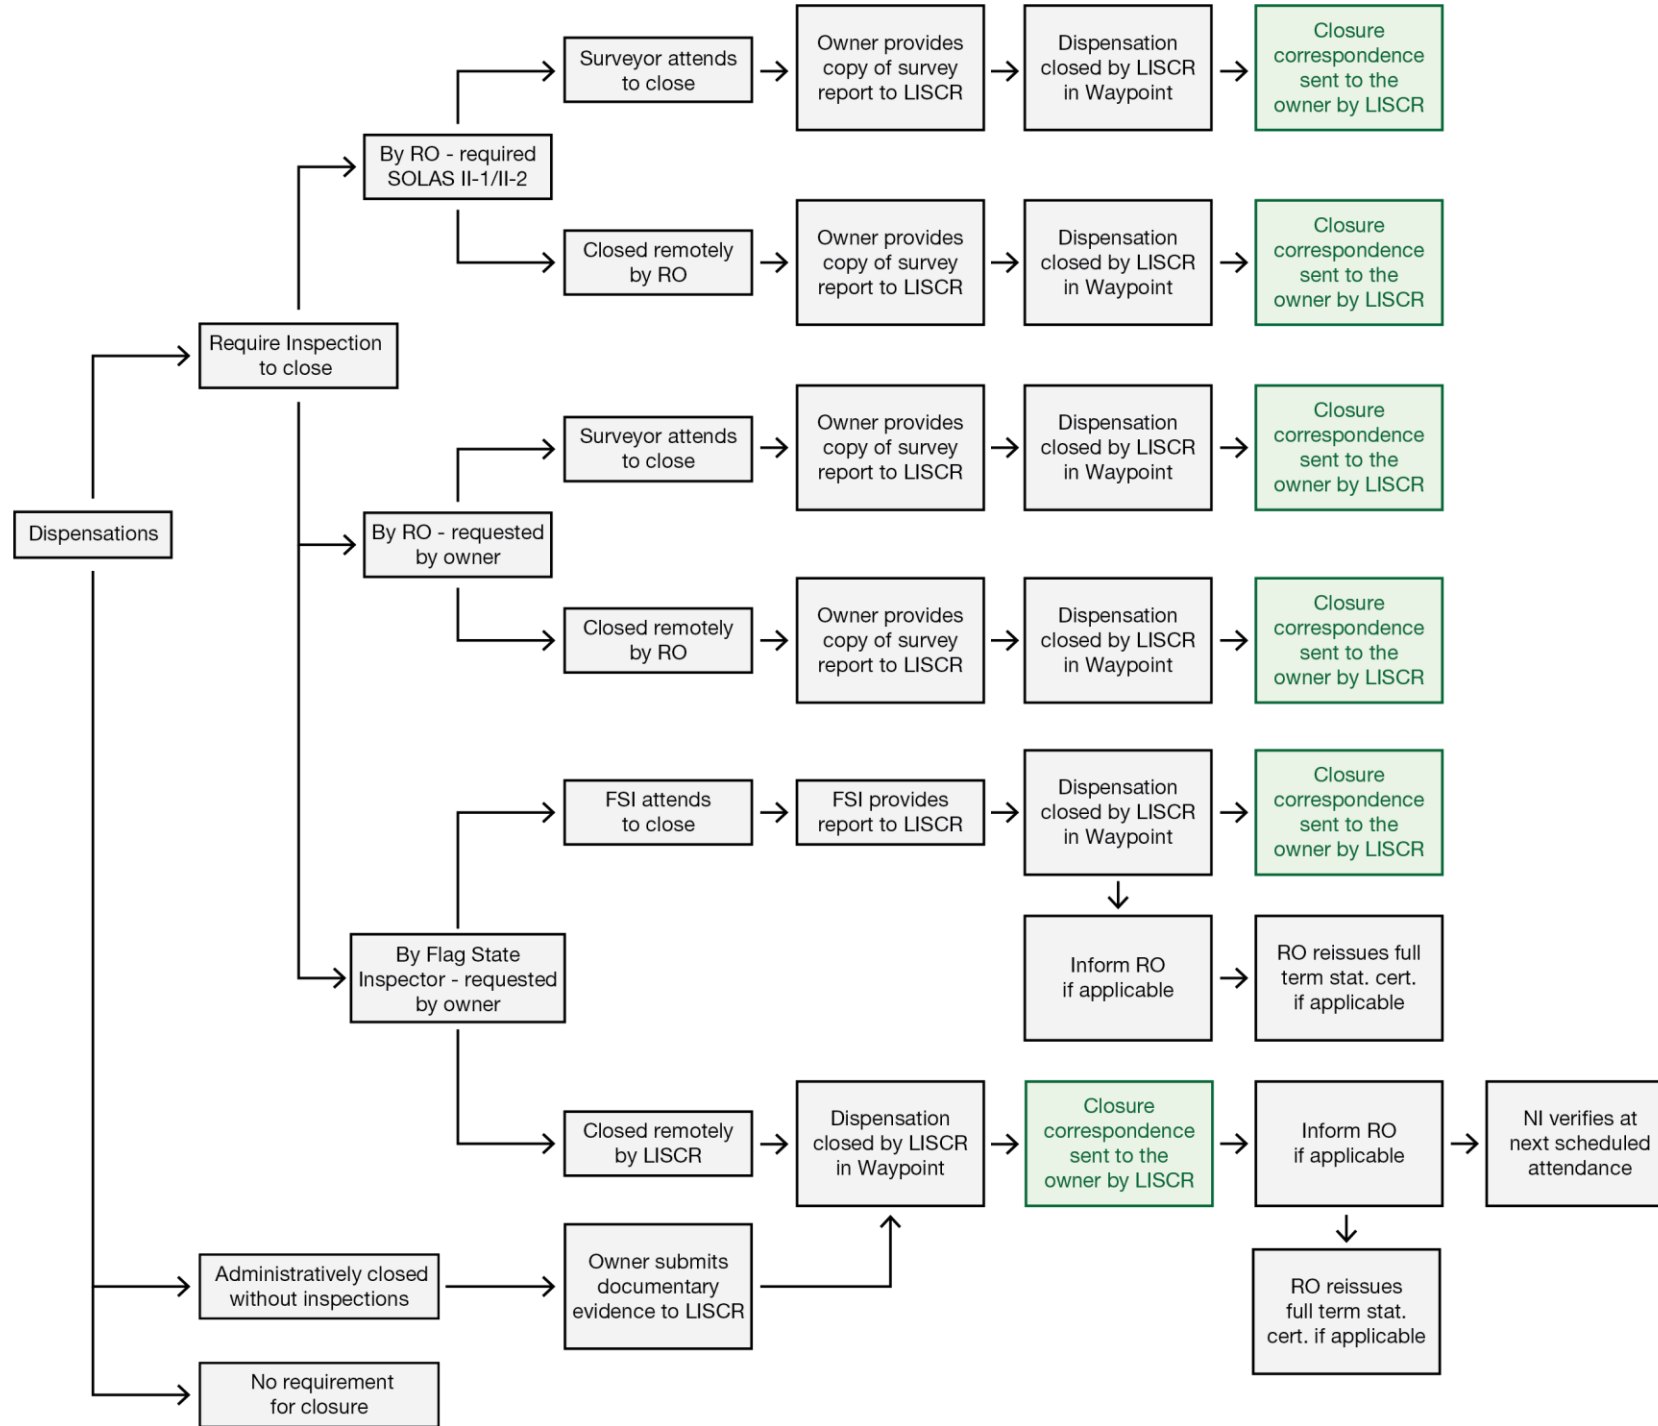 Surveyor attends
to close
Owner provides
copy of survey
report to LISCR
Dispensation
closed by LISCR
in Waypoint
Closure
correspondence
sent to the
owner by LISCR
By RO - required
SOLAS II-1/II-2
Closed remotely
by RO
Owner provides
copy of survey
report to LISCR
Dispensation
closed by LISCR
in Waypoint
Closure
correspondence
sent to the
owner by LISCR
Require Inspection
to close
Surveyor attends
to close
Owner provides
copy of survey
report to LISCR
Dispensation
closed by LISCR
in Waypoint
Closure
correspondence
sent to the
owner by LISCR
Dispensations
By RO - requested
by owner
Closed remotely
by RO
Owner provides
copy of survey
report to LISCR
Dispensation
closed by LISCR
in Waypoint
Closure
correspondence
sent to the
owner by LISCR
FSI attends
to close
FSI provides
report to LISCR
Dispensation
closed by LISCR
in Waypoint
Closure
correspondence
sent to the
owner by LISCR
By Flag State
Inspector - requested
by owner
Inform RO
if applicable
RO reissues full
term stat. cert.
if applicable
Closed remotely
by LISCR
Dispensation
closed by LISCR
in Waypoint
Closure
correspondence
sent to the
owner by LISCR
Inform RO
if applicable
NI verifies at
next scheduled
attendance
Administratively closed
without inspections
Owner submits
documentary
evidence to LISCR
RO reissues
full term stat.
cert. if applicable
No requirement
for closure